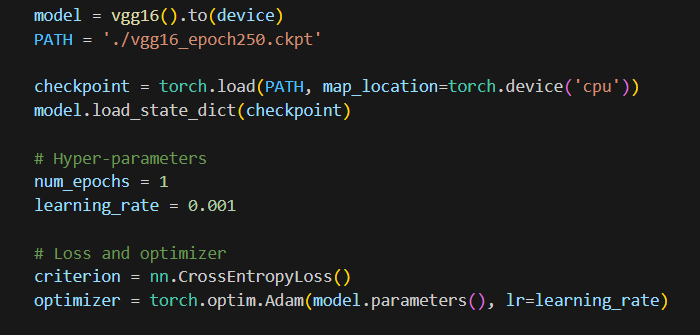 model = vgg16().to(device)
PATH = './vgg16_epoch250.ckpt'
checkpoint = torch.load(PATH, map_location=torch.device('cpu'))
model.load_state_dict(checkpoint)
# Hyper-parameters
num_epochs = 1
learning_rate = 0.001
# Loss and optimizer
criterion = nn.CrossEntropyLoss()
optimizer = torch.optim.Adam(model.parameters(), lr=learning_rate)